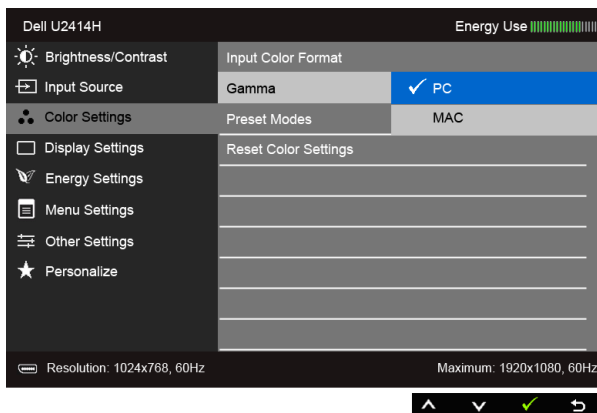 Dell U2414H Energy Use
Brightness/Contrast Input Color Format
Input Source Gamma PC
Color Settings Preset Modes MAC
Display Settings Reset Color Settings
Energy Settings
Menu Settings
Other Settings
Personalize
Resolution: 1024x768, 60Hz Maximum: 1920x1080, 60Hz